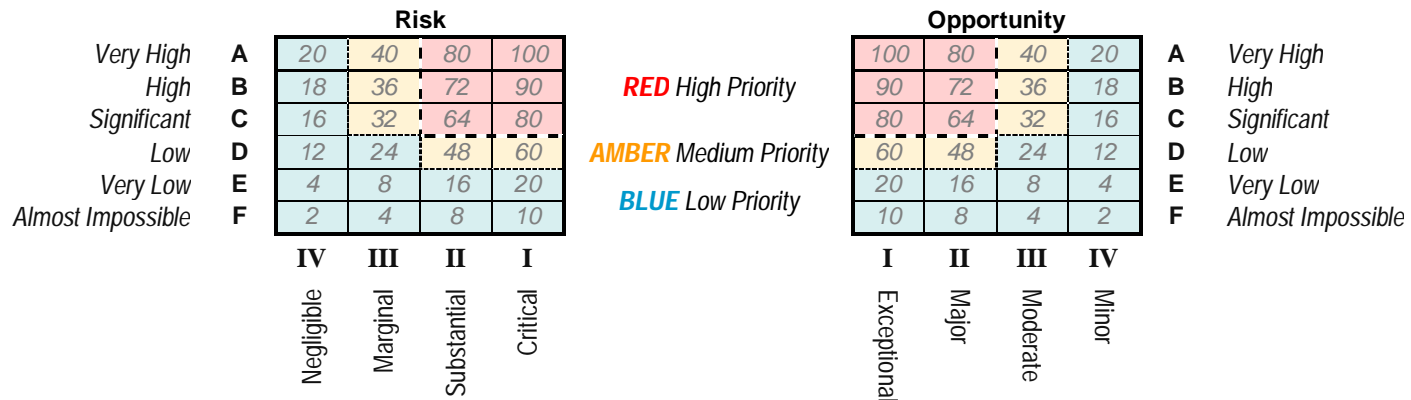 Risk Opportunity
Very High A 20 40 80 100 100 80 40 20 A Very High
High B 18 36 72 90 RED High Priority 90 72 36 18 B High
Significant C 16 32 64 80 80 64 32 16 C Significant
Low D 12 24 48 60 AMBER Medium Priority 60 48 24 12 D Low
Very Low E 4 8 16 20 BLUE Low Priority 20 16 8 4 E Very Low
Almost Impossible F 2 4 8 10 10 8 4 2 F Almost Impossible
IV III II I I II III IV
Negligible
Marginal
Substantial
Critical
Exceptional
Major
Moderate
Minor